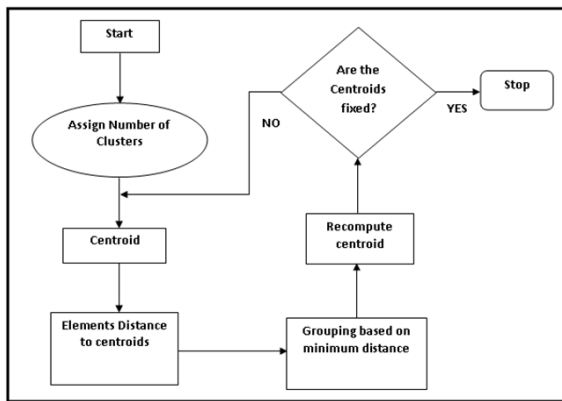 Start
Assign Number of
Clusters
Centroid
Elements Distance
to centroids
Grouping based on
minimum distance
Recompute
centroid
Are the
Centroids
fixed?
NO
YES
Stop